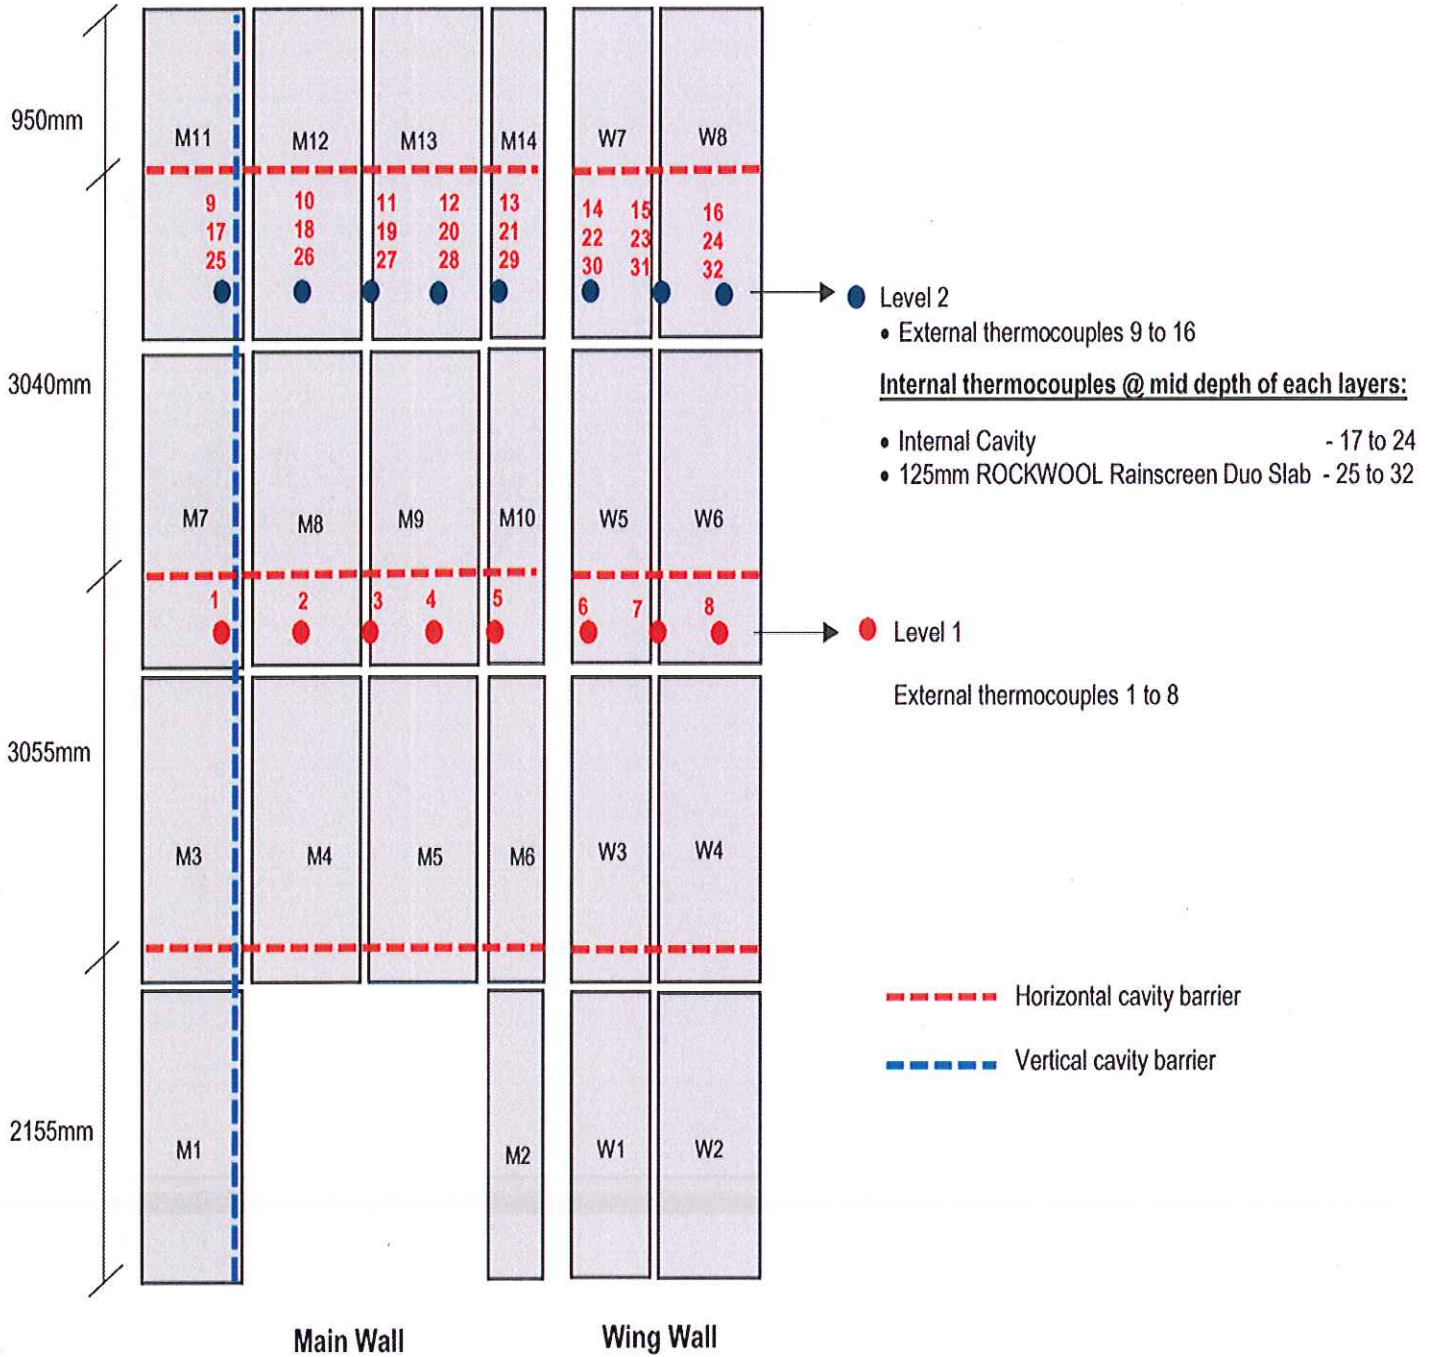 950mm
M11 M12 M13 M14 W7 W8
9 10 11 12 13 14 15 16
17 18 19 20 21 22 23 24
25 26 27 28 29 30 31 32
Level 2
• External thermocouples 9 to 16
Internal thermocouples @ mid depth of each layers:
• Internal Cavity - 17 to 24
• 125mm ROCKWOOL Rainscreen Duo Slab - 25 to 32
3040mm
M7 M8 M9 M10 W5 W6
1 2 3 4 5 6 7 8
Level 1
External thermocouples 1 to 8
3055mm
M3 M4 M5 M6 W3 W4
Horizontal cavity barrier
Vertical cavity barrier
2155mm
M1 M2 W1 W2
Main Wall Wing Wall